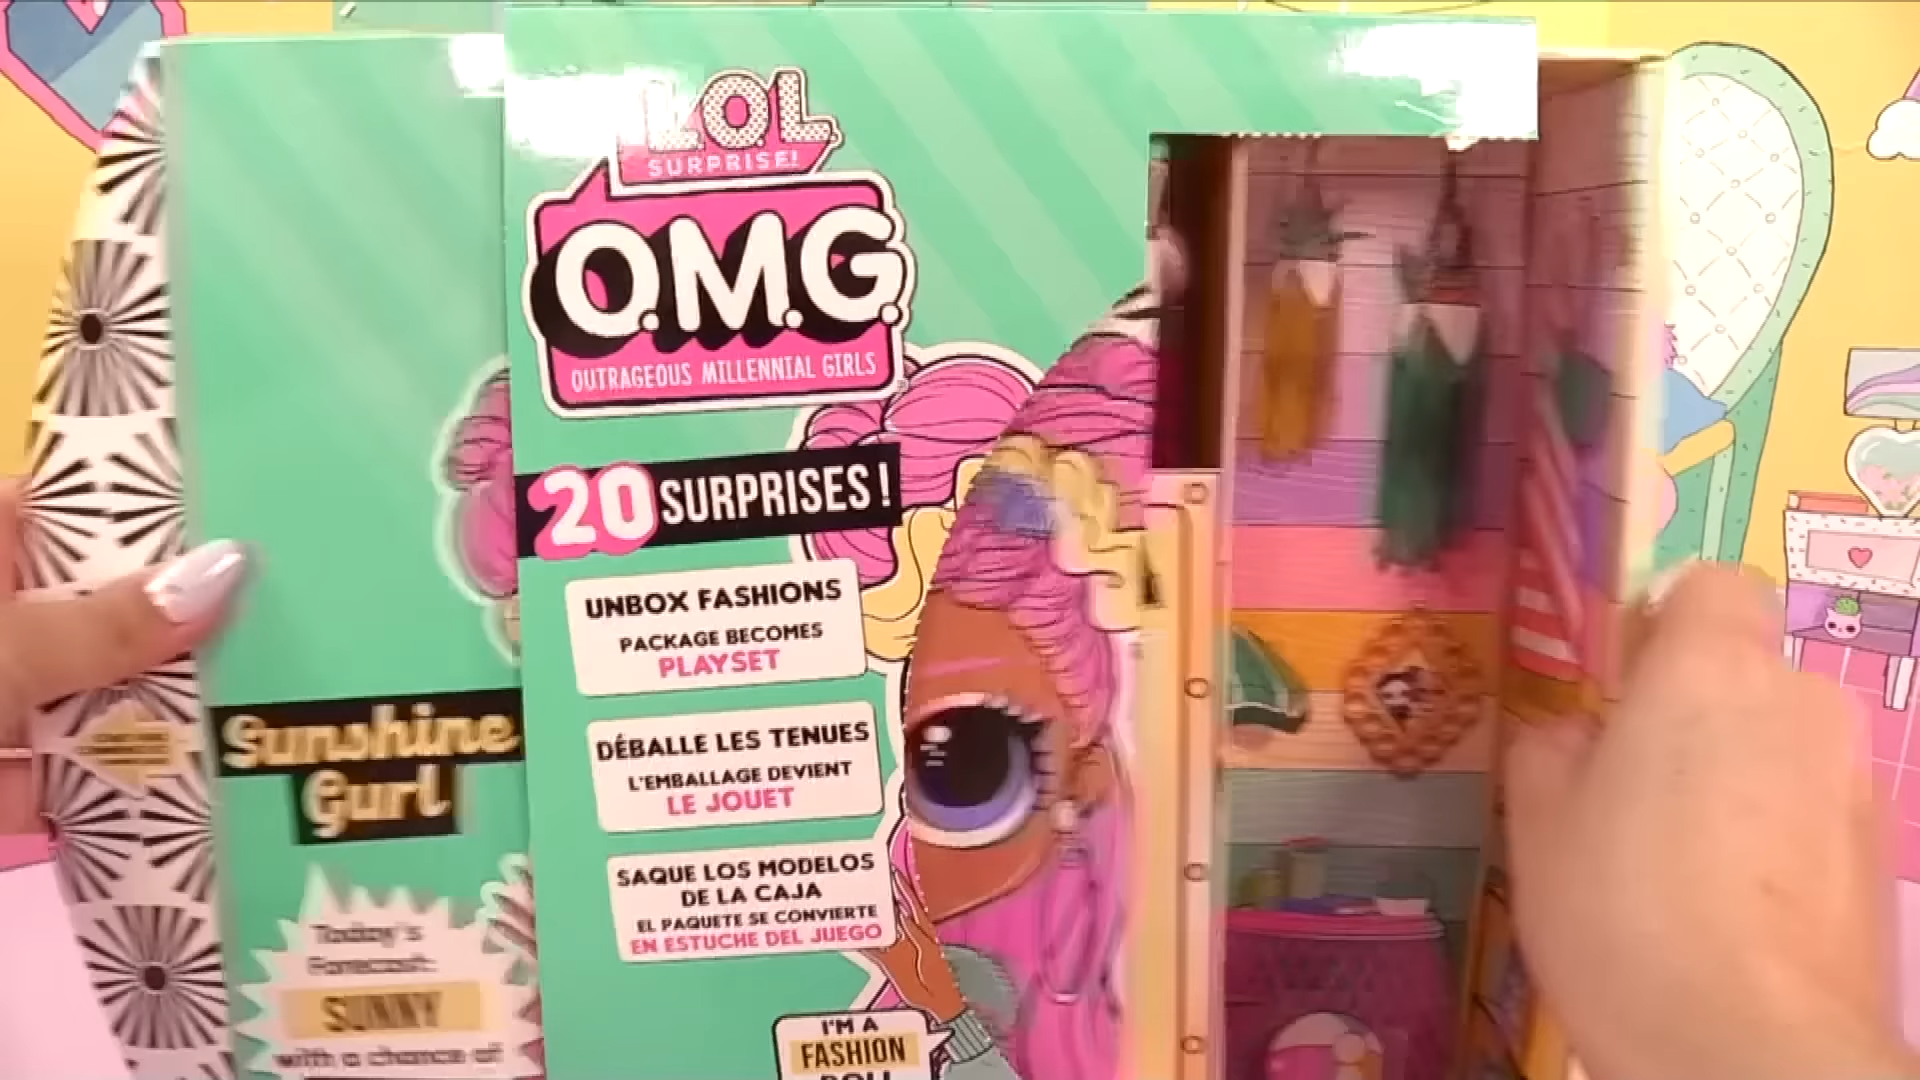 L.O.L
SURPRISE!
O.M.G.
OUTRAGEOUS MILLENNIAL GIRLS
20 SURPRISES!
UNBOX FASHIONS
PACKAGE BECOMES
PLAYSET
DÉBALLE LES TENUES
L'EMBALLAGE DEVIENT
LE JOUET
SAQUE LOS MODELOS
DE LA CAJA
EL PAQUETE SE CONVIERTE
EN ESTUCHE DEL JUEGO
I'M A
FASHION
DOLL
Sunshine
Gurl
Today's
Forecast:
SUNNY
with a chance of